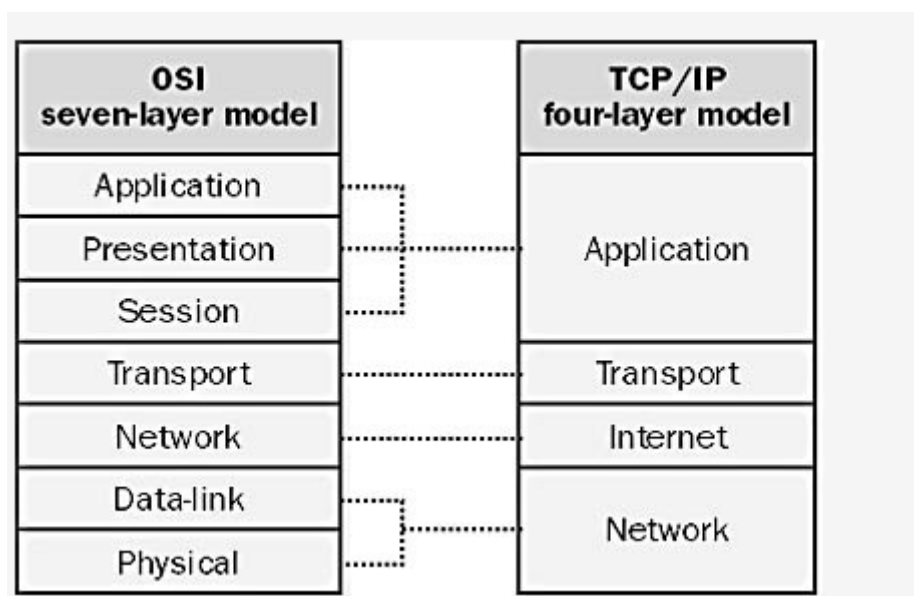 OSI
seven-layer model
Application
Presentation
Session
Transport
Network
Data-link
Physical
TCP/IP
four-layer model
Application
Transport
Internet
Network